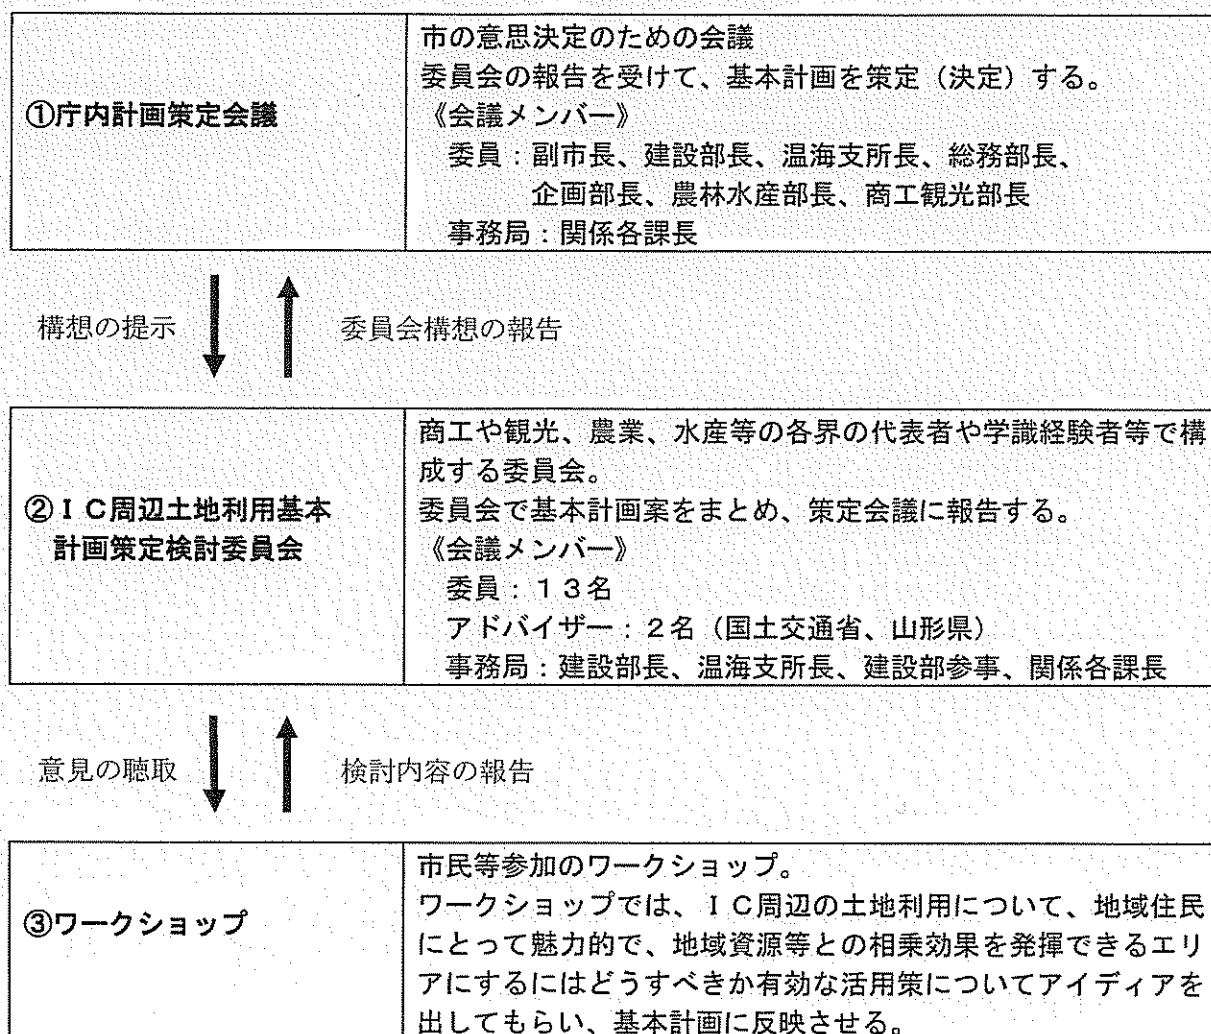 ①庁内計画策定会議
市の意思決定のための会議
委員会の報告を受けて、基本計画を策定（決定）する。
《会議メンバー》
委員：副市長、建設部長、温海支所長、総務部長、
企画部長、農林水産部長、商工観光部長
事務局：関係各課長
構想の提示
委員会構想の報告
②ＩＣ周辺土地利用基本
計画策定検討委員会
商工や観光、農業、水産等の各界の代表者や学識経験者等で構
成する委員会。
委員会で基本計画案をまとめ、策定会議に報告する。
《会議メンバー》
委員：１３名
アドバイザー：２名（国土交通省、山形県）
事務局：建設部長、温海支所長、建設部参事、関係各課長
意見の聴取
検討内容の報告
③ワークショップ
市民等参加のワークショップ。
ワークショップでは、ＩＣ周辺の土地利用について、地域住民
にとって魅力的で、地域資源等との相乗効果を発揮できるエリ
アにするにはどうすべきか有効な活用策についてアイディアを
出してもらい、基本計画に反映させる。